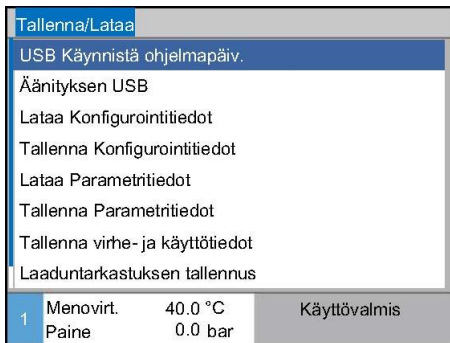 Tallenna/Lataa
USB Käynnistä ohjelmapäiv.
Äänityksen USB
Lataa Konfigurointitiedot
Tallenna Konfigurointitiedot
Lataa Parametritiedot
Tallenna Parametritiedot
Tallenna virhe- ja käyttötiedot
Laaduntarkastuksen tallennus
1 Menovirt. 40.0 °C Käyttövalmis
Paine 0.0 bar